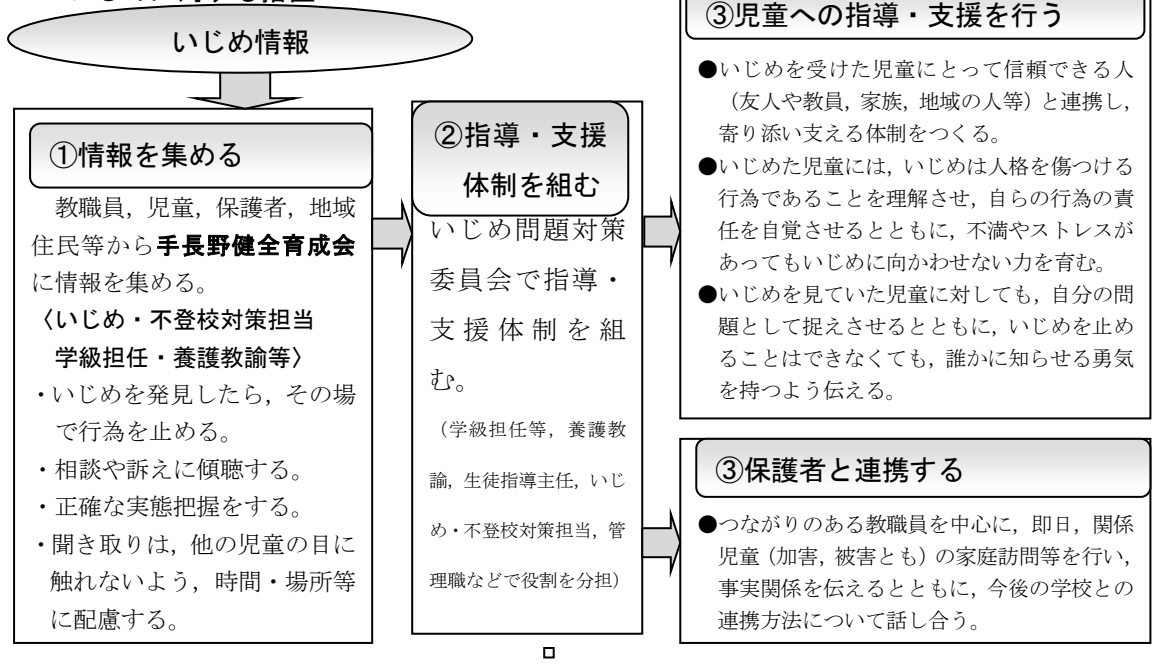 いじめ情報
①情報を集める
教職員，児童，保護者，地域
住民等から手長野健全育成会
に情報を集める。
〈いじめ・不登校対策担当
学級担任・養護教諭等〉
・いじめを発見したら，その場
で行為を止める。
・相談や訴えに傾聴する。
・正確な実態把握をする。
・聞き取りは，他の児童の目に
触れないよう，時間・場所等
に配慮する。
②指導・支援
体制を組む
いじめ問題対策
委員会で指導・
支援体制を組
む。
（学級担任等，養護教
諭，生徒指導主任，いじ
め・不登校対策担当，管
理職などで役割を分担）
③児童への指導・支援を行う
●いじめを受けた児童にとって信頼できる人
（友人や教員，家族，地域の人等）と連携し，
寄り添い支える体制をつくる。
●いじめた児童には，いじめは人格を傷つける
行為であることを理解させ，自らの行為の責
任を自覚させるとともに，不満やストレスが
あってもいじめに向かわせない力を育む。
●いじめを見ていた児童に対しても，自分の問
題として捉えさせるとともに，いじめを止め
ることはできなくても，誰かに知らせる勇気
を持つよう伝える。
③保護者と連携する
●つながりのある教職員を中心に，即日，関係
児童（加害，被害とも）の家庭訪問等を行い，
事実関係を伝えるとともに，今後の学校との
連携方法について話し合う。